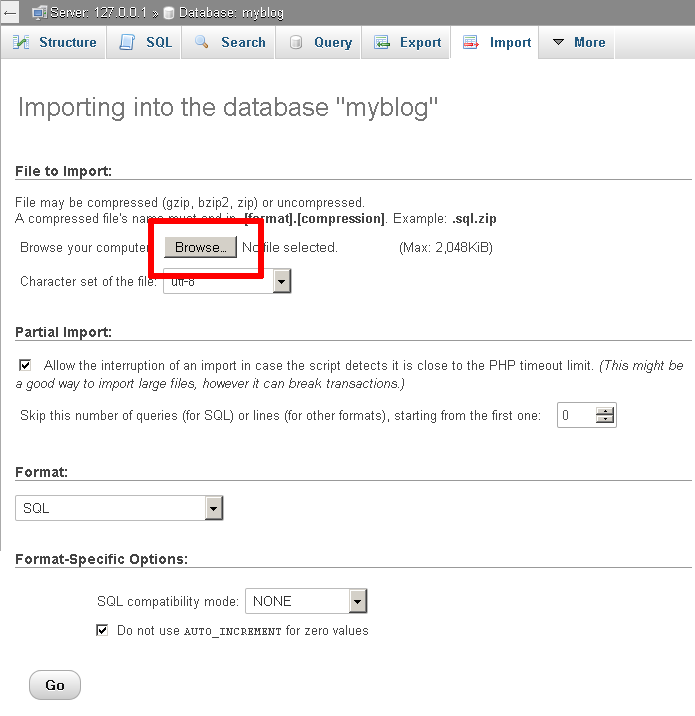 ← Server: 127.0.0.1 » Database: myblog
Structure SQL Search Query Export Import More
Importing into the database "myblog"
File to Import:
File may be compressed (gzip, bzip2, zip) or uncompressed.
A compressed file's name must end in .[format].[compression]. Example: .sql.zip
Browse your computer: Browse... No file selected. (Max: 2,048KiB)
Character set of the file: utf-8
Partial Import:
Allow the interruption of an import in case the script detects it is close to the PHP timeout limit. (This might be
a good way to import large files, however it can break transactions.)
Skip this number of queries (for SQL) or lines (for other formats), starting from the first one: 0
Format:
SQL
Format-Specific Options:
SQL compatibility mode: NONE
Do not use AUTO_INCREMENT for zero values
Go